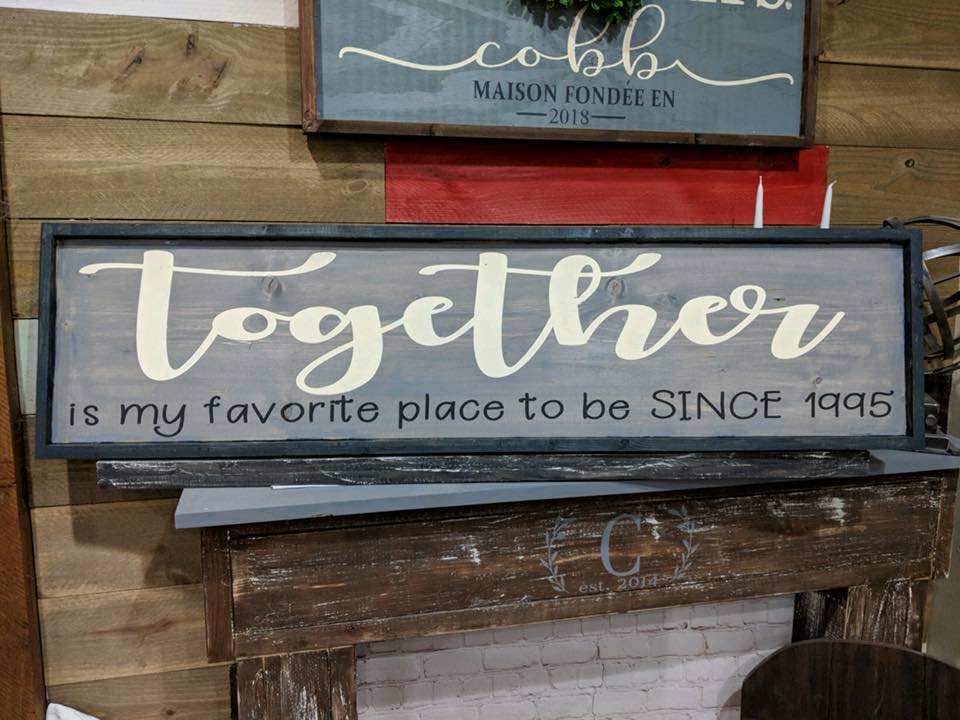 cobb
MAISON FONDÉE EN
2018
together
is my favorite place to be SINCE 1995
C
est. 2014